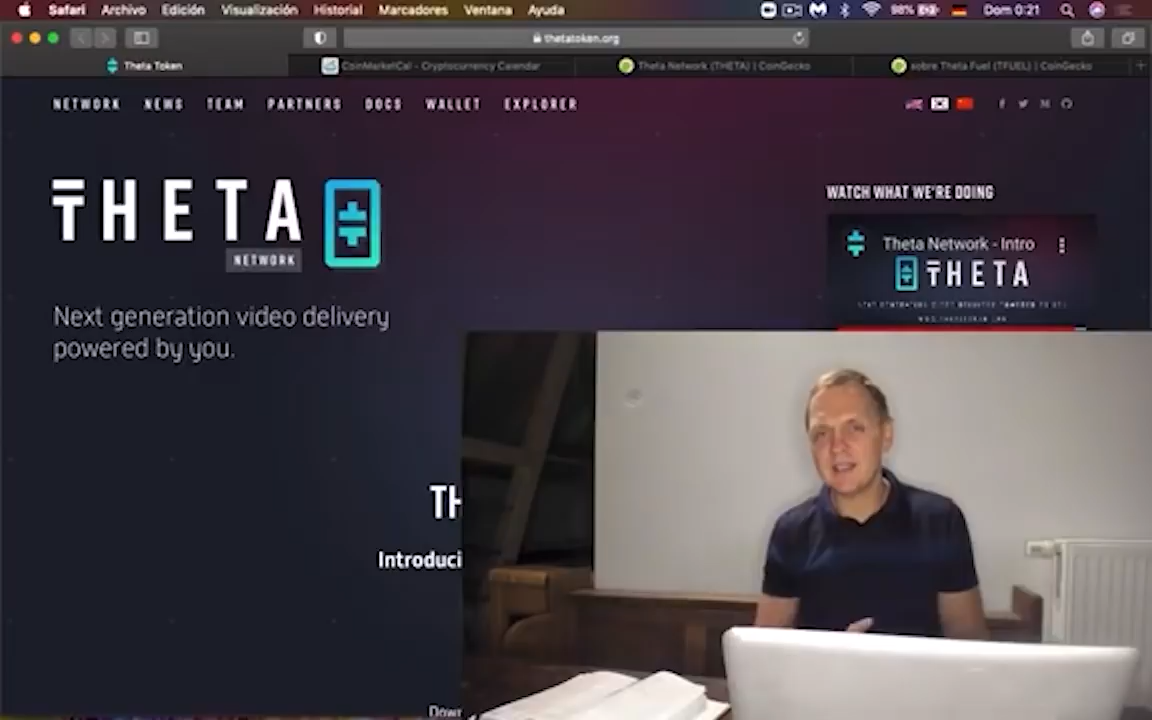 Safari Archivo Edición Visualización Historial Marcadores Ventana Ayuda 98% Dom 0:21
thetatoken.org
Theta Token CoinMarketCal - Cryptocurrency Calendar Theta Network (THETA) | CoinGecko sobre Theta Fuel (TFUEL) | CoinGecko
NETWORK NEWS TEAM PARTNERS DOCS WALLET EXPLORER
THETA
NETWORK
Next generation video delivery
powered by you.
WATCH WHAT WE'RE DOING
Theta Network - Intro
THETA
TH
Introduci
Down